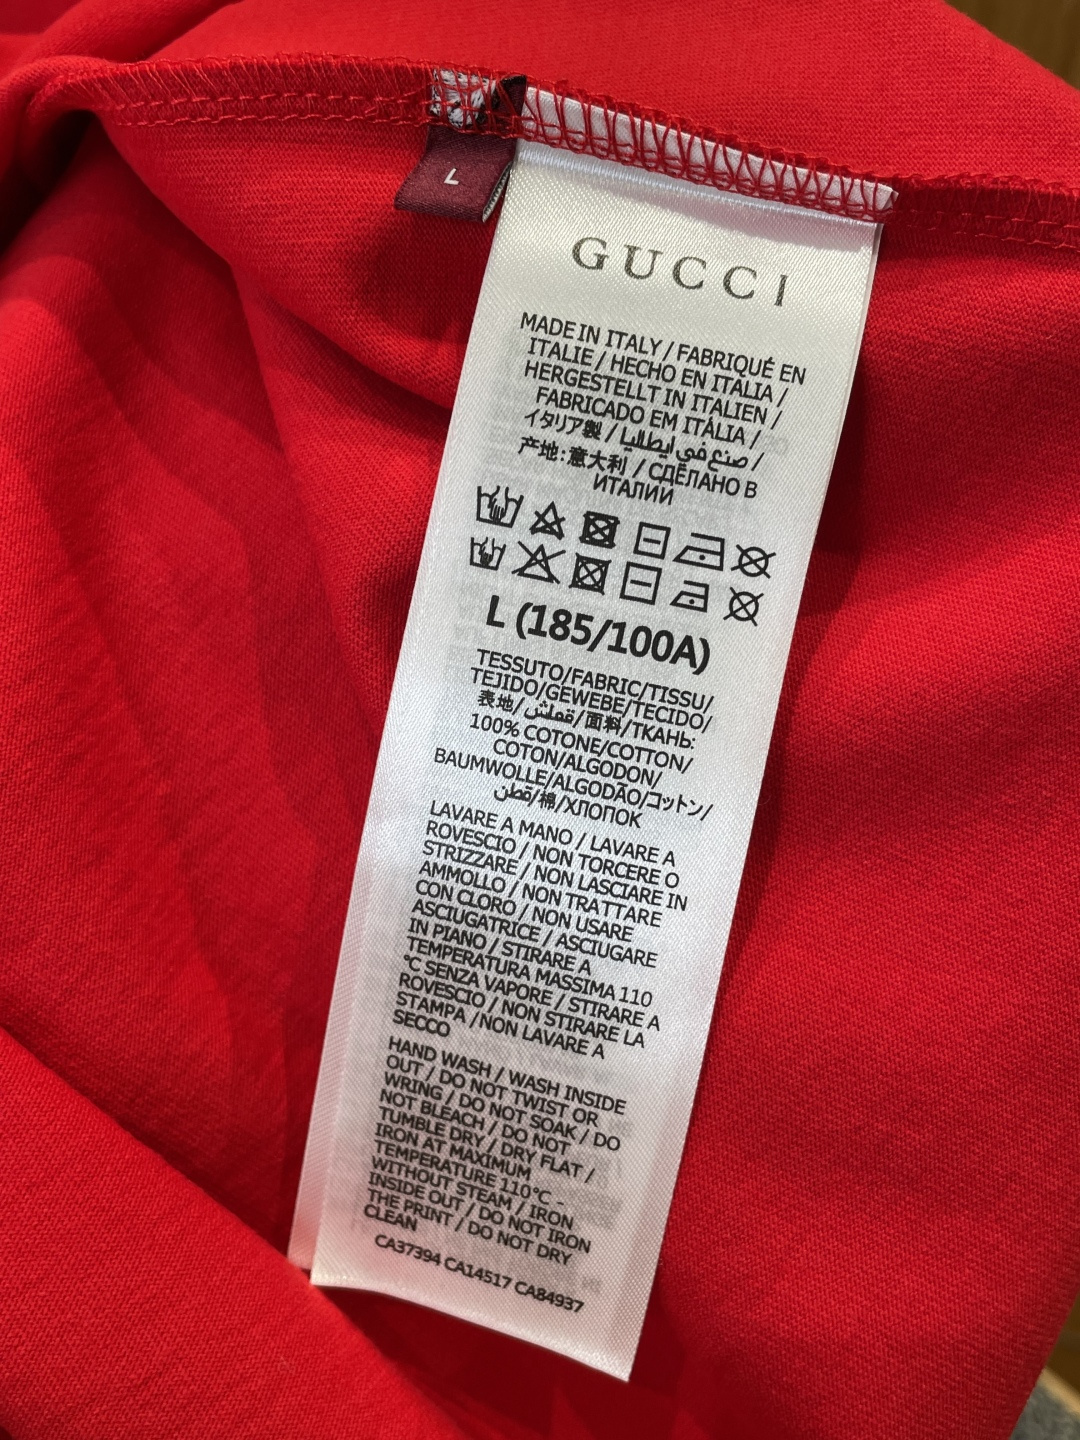 L
GUCCI
MADE IN ITALY / FABRIQUÉ EN
ITALIE / HECHO EN ITALIA /
HERGESTELLT IN ITALIEN /
FABRICADO EM ITÁLIA /
イタリア製 / صنع في إيطاليا /
产地:意大利 / СДЕЛАНО В
ИТАЛИИ
L (185/100A)
TESSUTO/FABRIC/TISSU/
TEJIDO/GEWEBE/TECIDO/
表地/قماش/面料/ТКАНЬ:
100% COTONE/COTTON/
COTON/ALGODON/
BAUMWOLLE/ALGODÃO/コットン/
قطن/棉/ХЛОПОК
LAVARE A MANO / LAVARE A
ROVESCIO / NON TORCERE O
STRIZZARE / NON LASCIARE IN
AMMOLLO / NON TRATTARE
CON CLORO / NON USARE
ASCIUGATRICE / ASCIUGARE
IN PIANO / STIRARE A
TEMPERATURA MASSIMA 110
°C SENZA VAPORE / STIRARE A
ROVESCIO / NON STIRARE LA
STAMPA /NON LAVARE A
SECCO
HAND WASH / WASH INSIDE
OUT / DO NOT TWIST OR
WRING / DO NOT SOAK / DO
NOT BLEACH / DO NOT
TUMBLE DRY / DRY FLAT /
IRON AT MAXIMUM
TEMPERATURE 110°C -
WITHOUT STEAM / IRON
INSIDE OUT / DO NOT IRON
THE PRINT / DO NOT DRY
CLEAN
CA37394 CA14517 CA84937